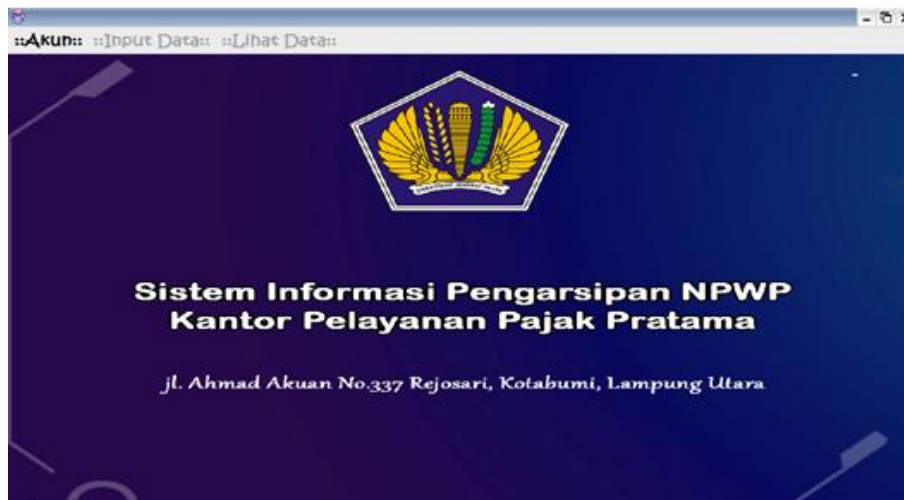 ::Akun:: ::Input Data:: ::Lihat Data::
Sistem Informasi Pengarsipan NPWP
Kantor Pelayanan Pajak Pratama
jl. Ahmad Akuan No.337 Rejosari, Kotabumi, Lampung Utara